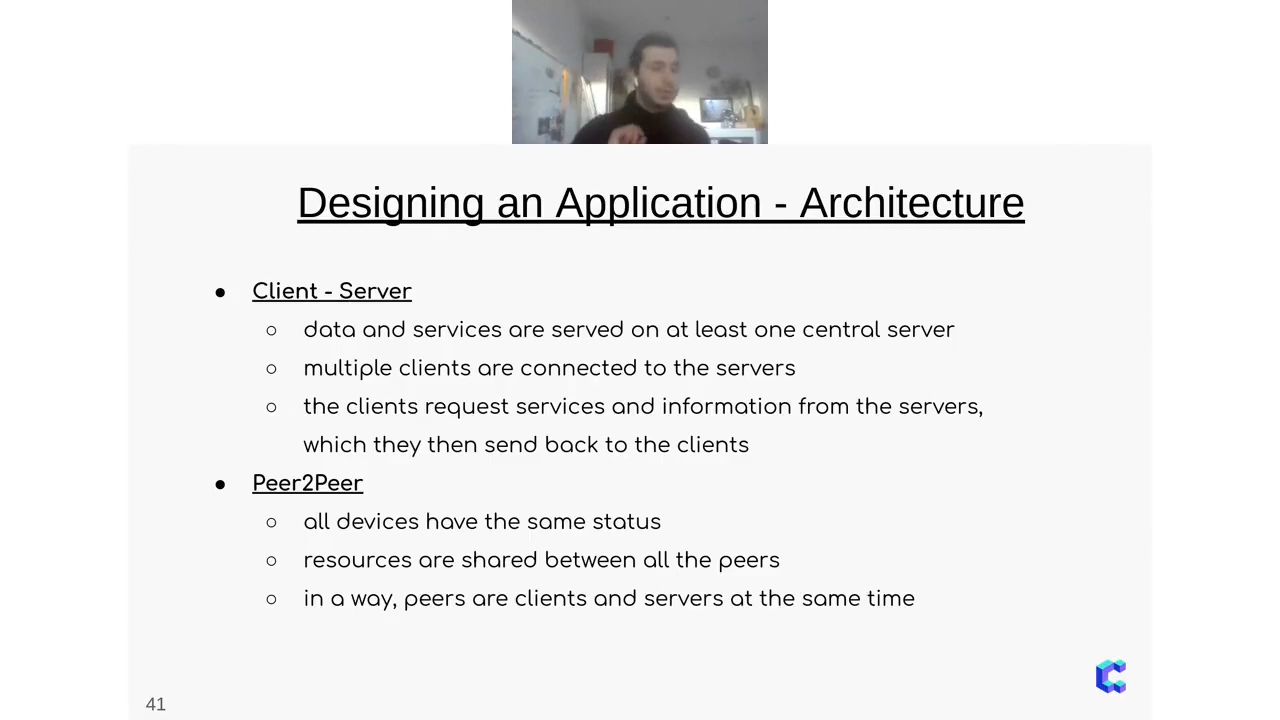 Designing an Application - Architecture
● Client - Server
○ data and services are served on at least one central server
○ multiple clients are connected to the servers
○ the clients request services and information from the servers,
which they then send back to the clients
● Peer2Peer
○ all devices have the same status
○ resources are shared between all the peers
○ in a way, peers are clients and servers at the same time
41